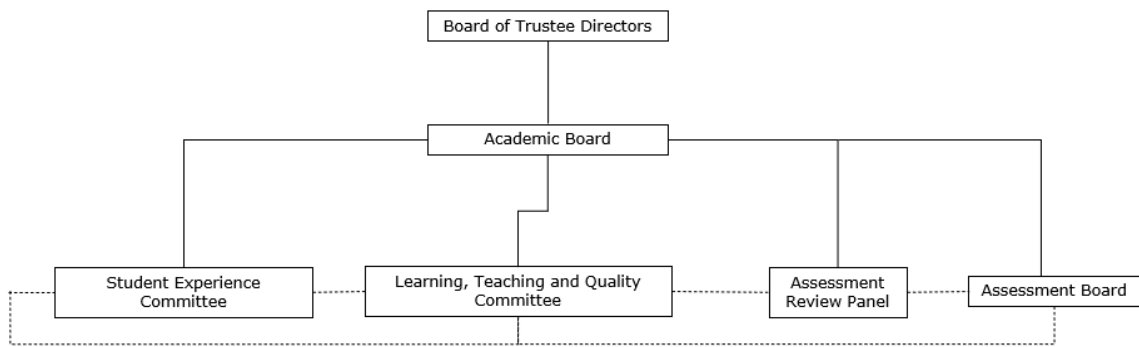 Board of Trustee Directors
Academic Board
Student Experience
Committee
Learning, Teaching and Quality
Committee
Assessment
Review Panel
Assessment Board